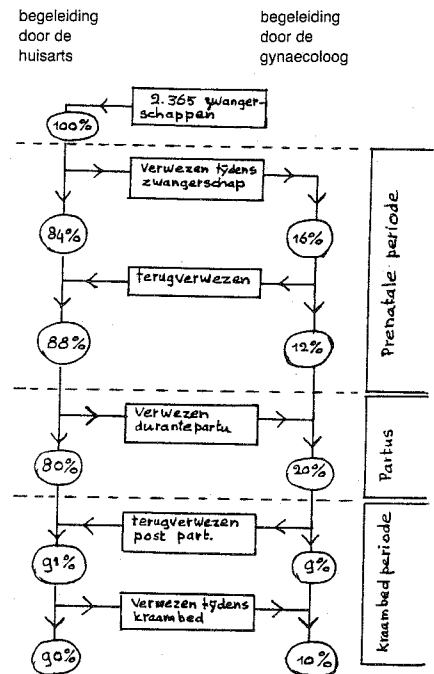 begeleiding
door de
huisarts
begeleiding
door de
gynaecoloog
2.365 zwanger-
schappen
100%
Verwezen tijdens
zwangerschap
84%
16%
terugverwezen
88%
12%
Prenatale periode
Verwezen
durante partu
80%
20%
Partus
terugverwezen
post part.
91%
9%
Verwezen tijdens
kraambed
90%
10%
kraambed periode